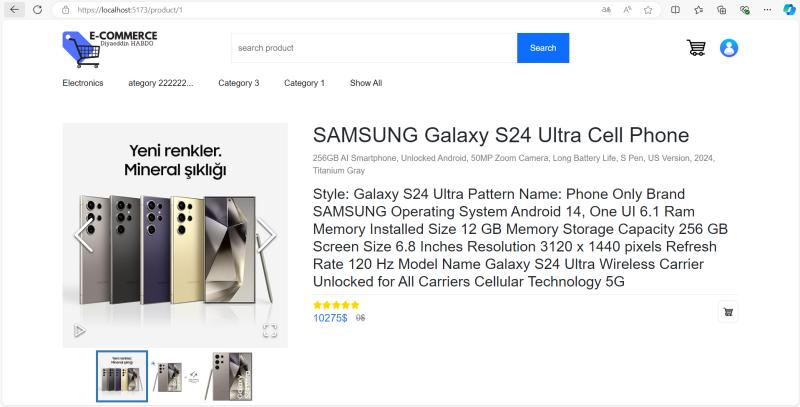 https://localhost:5173/product/1
E-COMMERCE
Diyaeddin HABDO
search product
Search
Electronics
ategory 222222...
Category 3
Category 1
Show All
Yeni renkler.
Mineral şıklığı
SAMSUNG Galaxy S24 Ultra Cell Phone
256GB AI Smartphone, Unlocked Android, 50MP Zoom Camera, Long Battery Life, S Pen, US Version, 2024,
Titanium Gray
Style: Galaxy S24 Ultra Pattern Name: Phone Only Brand
SAMSUNG Operating System Android 14, One UI 6.1 Ram
Memory Installed Size 12 GB Memory Storage Capacity 256 GB
Screen Size 6.8 Inches Resolution 3120 x 1440 pixels Refresh
Rate 120 Hz Model Name Galaxy S24 Ultra Wireless Carrier
Unlocked for All Carriers Cellular Technology 5G
10275$
0$
Yeni renkler.
Mineral şıklığı